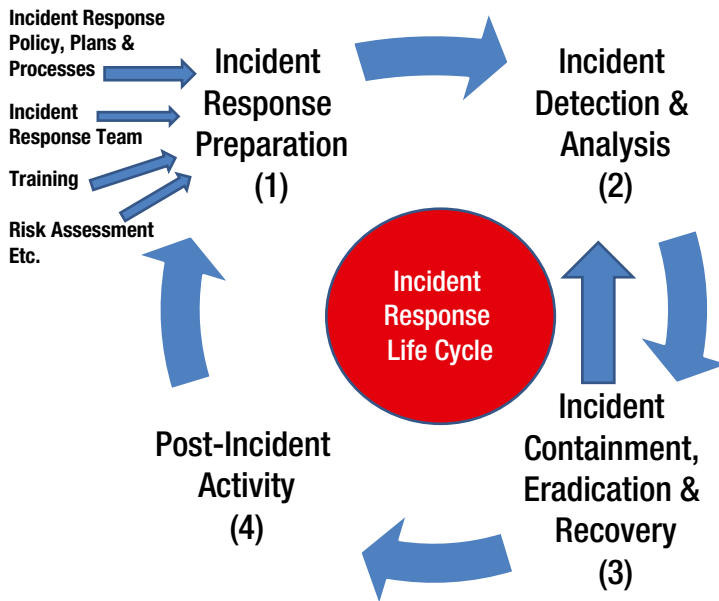 Incident Response
Policy, Plans &
Processes
Incident
Response Team
Training
Risk Assessment
Etc.
Incident
Response
Preparation
(1)
Incident
Detection &
Analysis
(2)
Incident
Response
Life Cycle
Incident
Containment,
Eradication &
Recovery
(3)
Post-Incident
Activity
(4)